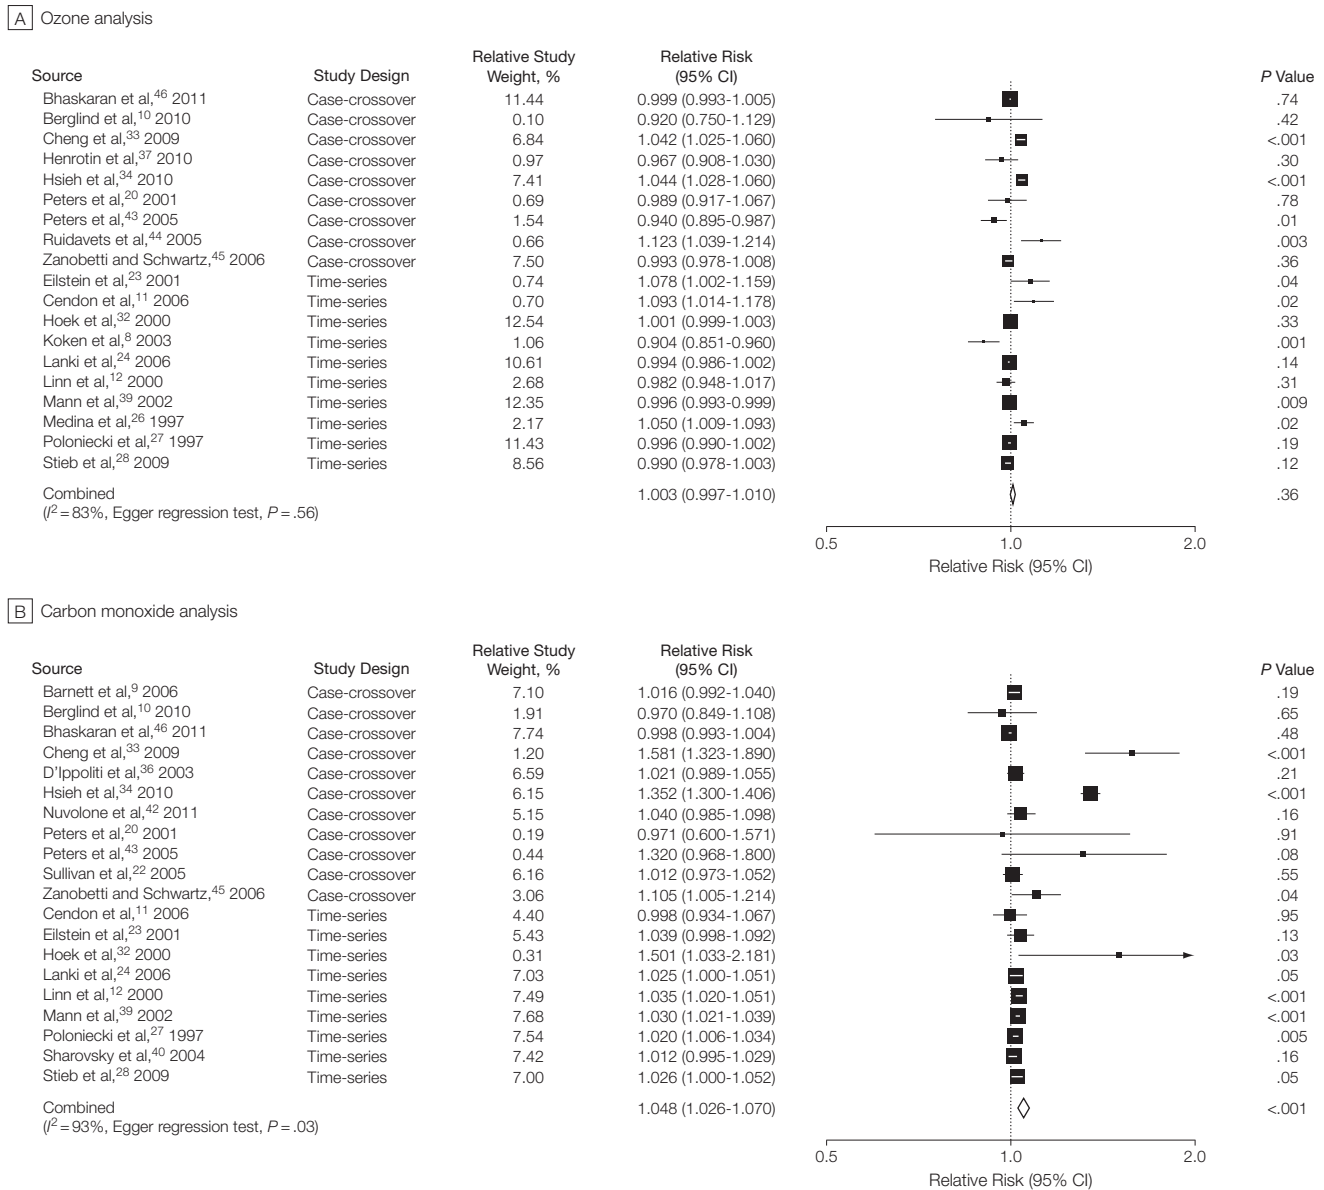 A Ozone analysis
Relative Study Relative Risk
Source Study Design Weight, % (95% CI) P Value
Bhaskaran et al,46 2011 Case-crossover 11.44 0.999 (0.993-1.005) .74
Berglind et al,10 2010 Case-crossover 0.10 0.920 (0.750-1.129) .42
Cheng et al,33 2009 Case-crossover 6.84 1.042 (1.025-1.060) <.001
Henrotin et al,37 2010 Case-crossover 0.97 0.967 (0.908-1.030) .30
Hsieh et al,34 2010 Case-crossover 7.41 1.044 (1.028-1.060) <.001
Peters et al,20 2001 Case-crossover 0.69 0.989 (0.917-1.067) .78
Peters et al,43 2005 Case-crossover 1.54 0.940 (0.895-0.987) .01
Ruidavets et al,44 2005 Case-crossover 0.66 1.123 (1.039-1.214) .003
Zanobetti and Schwartz,45 2006 Case-crossover 7.50 0.993 (0.978-1.008) .36
Eilstein et al,23 2001 Time-series 0.74 1.078 (1.002-1.159) .04
Cendon et al,11 2006 Time-series 0.70 1.093 (1.014-1.178) .02
Hoek et al,32 2000 Time-series 12.54 1.001 (0.999-1.003) .33
Koken et al,8 2003 Time-series 1.06 0.904 (0.851-0.960) .001
Lanki et al,24 2006 Time-series 10.61 0.994 (0.986-1.002) .14
Linn et al,12 2000 Time-series 2.68 0.982 (0.948-1.017) .31
Mann et al,39 2002 Time-series 12.35 0.996 (0.993-0.999) .009
Medina et al,26 1997 Time-series 2.17 1.050 (1.009-1.093) .02
Poloniecki et al,27 1997 Time-series 11.43 0.996 (0.990-1.002) .19
Stieb et al,28 2009 Time-series 8.56 0.990 (0.978-1.003) .12
Combined 1.003 (0.997-1.010) .36
(I2 = 83%, Egger regression test, P = .56)
0.5 1.0 2.0
Relative Risk (95% CI)
B Carbon monoxide analysis
Relative Study Relative Risk
Source Study Design Weight, % (95% CI) P Value
Barnett et al,9 2006 Case-crossover 7.10 1.016 (0.992-1.040) .19
Berglind et al,10 2010 Case-crossover 1.91 0.970 (0.849-1.108) .65
Bhaskaran et al,46 2011 Case-crossover 7.74 0.998 (0.993-1.004) .48
Cheng et al,33 2009 Case-crossover 1.20 1.581 (1.323-1.890) <.001
D'Ippoliti et al,36 2003 Case-crossover 6.59 1.021 (0.989-1.055) .21
Hsieh et al,34 2010 Case-crossover 6.15 1.352 (1.300-1.406) <.001
Nuvolone et al,42 2011 Case-crossover 5.15 1.040 (0.985-1.098) .16
Peters et al,20 2001 Case-crossover 0.19 0.971 (0.600-1.571) .91
Peters et al,43 2005 Case-crossover 0.44 1.320 (0.968-1.800) .08
Sullivan et al,22 2005 Case-crossover 6.16 1.012 (0.973-1.052) .55
Zanobetti and Schwartz,45 2006 Case-crossover 3.06 1.105 (1.005-1.214) .04
Cendon et al,11 2006 Time-series 4.40 0.998 (0.934-1.067) .95
Eilstein et al,23 2001 Time-series 5.43 1.039 (0.998-1.092) .13
Hoek et al,32 2000 Time-series 0.31 1.501 (1.033-2.181) .03
Lanki et al,24 2006 Time-series 7.03 1.025 (1.000-1.051) .05
Linn et al,12 2000 Time-series 7.49 1.035 (1.020-1.051) <.001
Mann et al,39 2002 Time-series 7.68 1.030 (1.021-1.039) <.001
Poloniecki et al,27 1997 Time-series 7.54 1.020 (1.006-1.034) .005
Sharovsky et al,40 2004 Time-series 7.42 1.012 (0.995-1.029) .16
Stieb et al,28 2009 Time-series 7.00 1.026 (1.000-1.052) .05
Combined 1.048 (1.026-1.070) <.001
(I2 = 93%, Egger regression test, P = .03)
0.5 1.0 2.0
Relative Risk (95% CI)